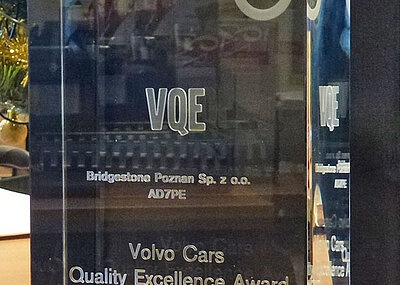 VQE
Bridgestone Poznan Sp. z o.o.
AD7PE
Volvo Cars
Quality Excellence Award